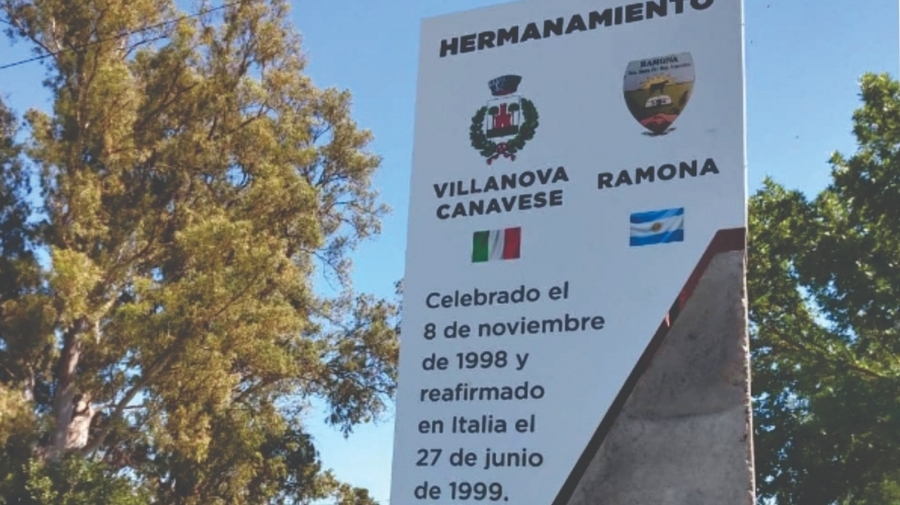 HERMANAMIENTO
RAMONA
VILLANOVA
CANAVESE
RAMONA
Celebrado el
8 de noviembre
de 1998 y
reafirmado
en Italia el
27 de junio
de 1999.